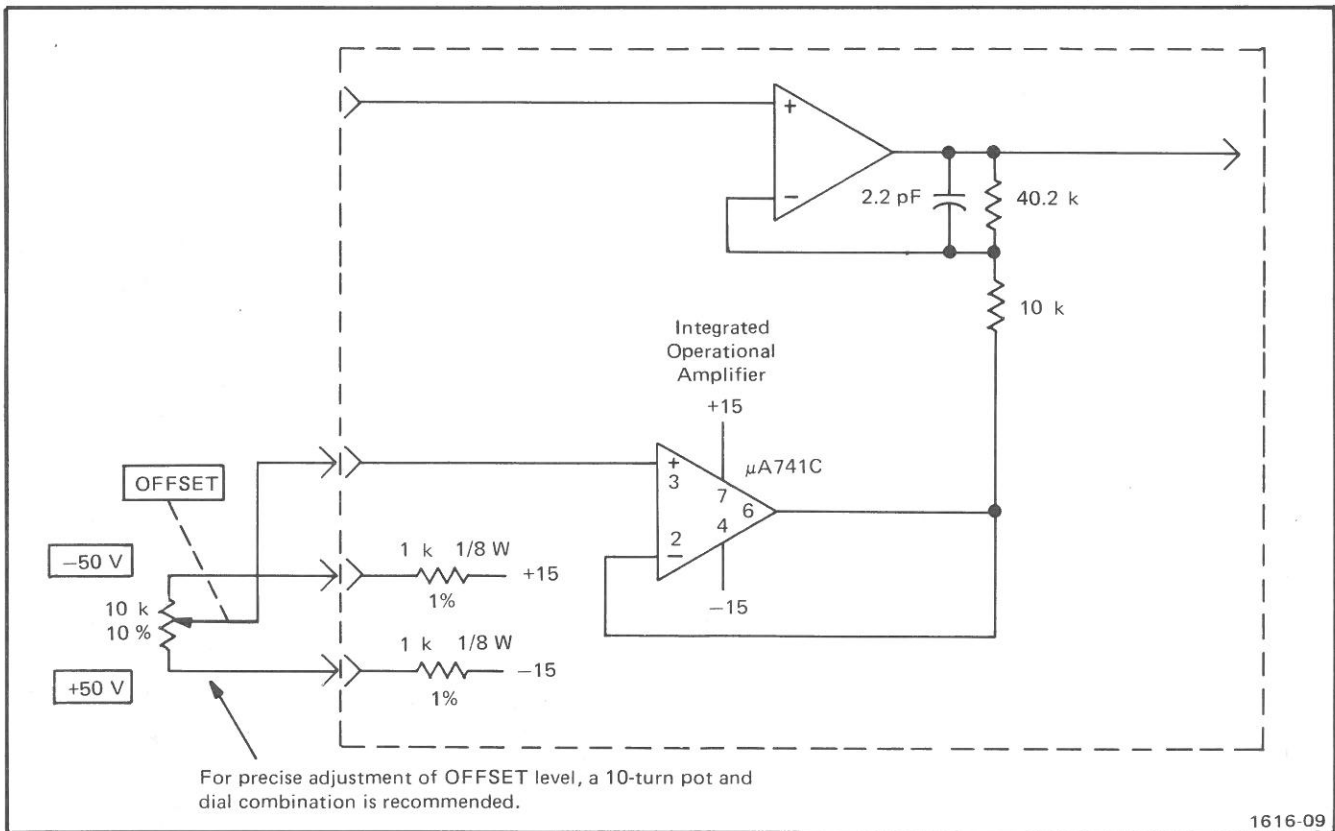 +
−
2.2 pF
40.2 k
10 k
Integrated
Operational
Amplifier
+15
μA741C
+
3
7
6
2
4
−
−15
OFFSET
−50 V
10 k
10 %
+50 V
1 k 1/8 W
+15
1%
1 k 1/8 W
−15
1%
For precise adjustment of OFFSET level, a 10-turn pot and
dial combination is recommended.
1616-09